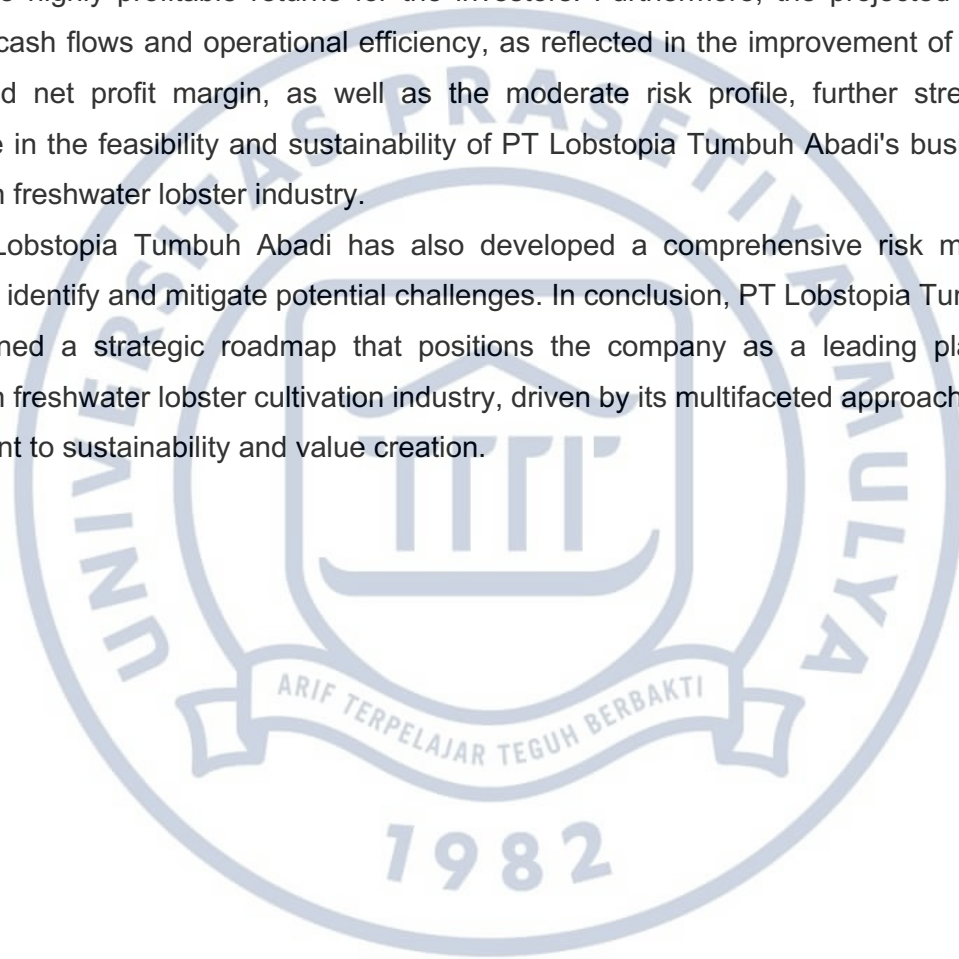 highly profitable returns for the investors. Furthermore, the projected
cash flows and operational efficiency, as reflected in the improvement of
d net profit margin, as well as the moderate risk profile, further stre
e in the feasibility and sustainability of PT Lobstopia Tumbuh Abadi's bus
n freshwater lobster industry.
Lobstopia Tumbuh Abadi has also developed a comprehensive risk m
identify and mitigate potential challenges. In conclusion, PT Lobstopia Tu
ned a strategic roadmap that positions the company as a leading pl
n freshwater lobster cultivation industry, driven by its multifaceted approach
nt to sustainability and value creation.
UNIVERSITAS PRASETIYA MULYA
ARIF TERPELAJAR TEGUH BERBAKTI
1982